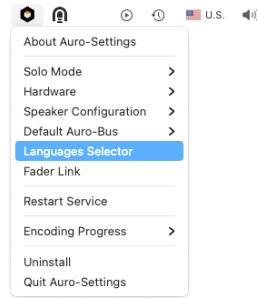 U.S.
About Auro-Settings
Solo Mode
Hardware
Speaker Configuration
Default Auro-Bus
Languages Selector
Fader Link
Restart Service
Encoding Progress
Uninstall
Quit Auro-Settings